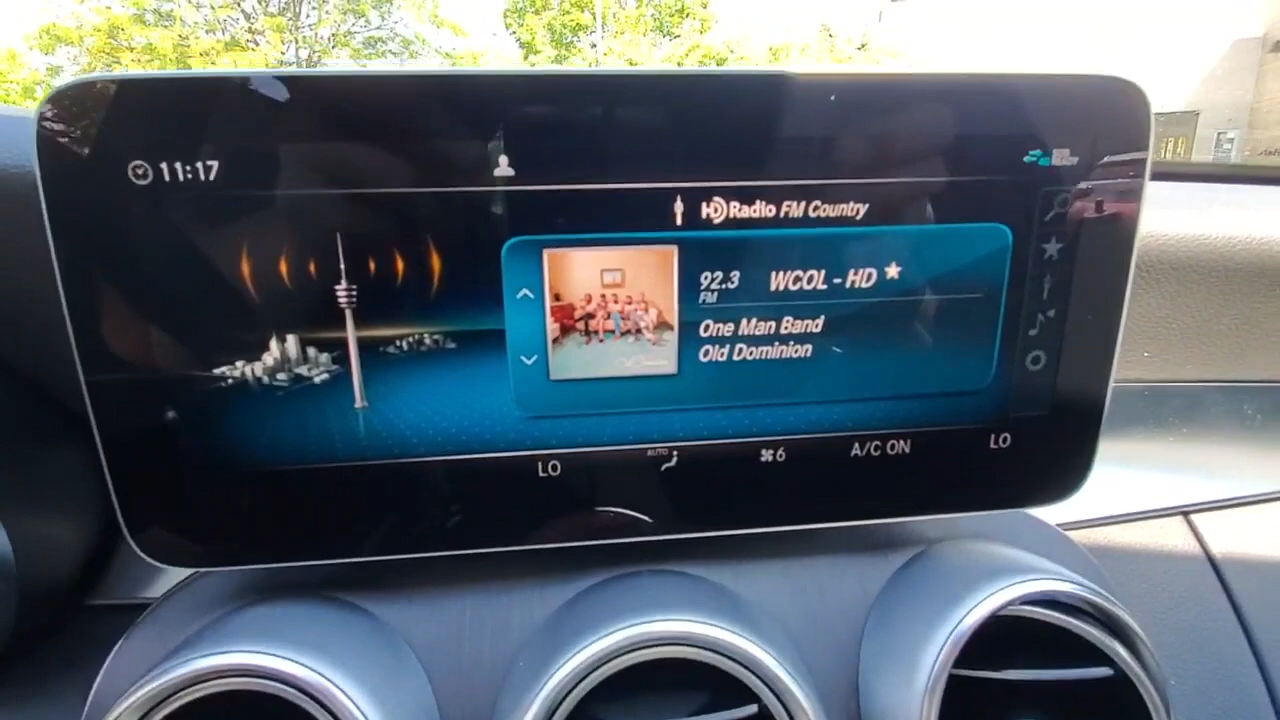 11:17
HD Radio FM Country
92.3 WCOL - HD
FM
One Man Band
Old Dominion
LO
AUTO
6
A/C ON
LO
READY